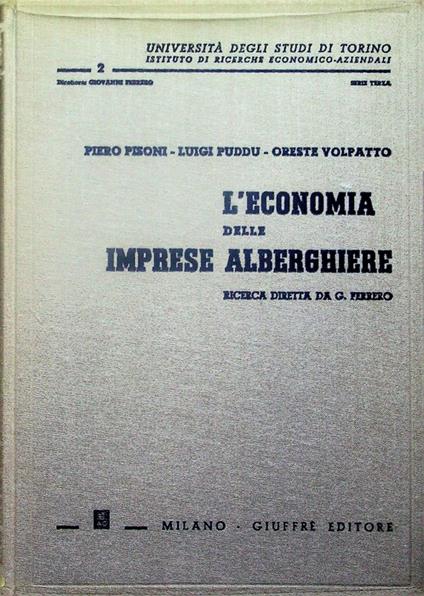 UNIVERSITÀ DEGLI STUDI DI TORINO
ISTITUTO DI RICERCHE ECONOMICO-AZIENDALI
2
Direttore: GIOVANNI FERRERO SERIE TERZA
PIERO PISONI - LUIGI PUDDU - ORESTE VOLPATTO
L'ECONOMIA
DELLE
IMPRESE ALBERGHIERE
RICERCA DIRETTA DA G. FERRERO
MILANO - GIUFFRÈ EDITORE